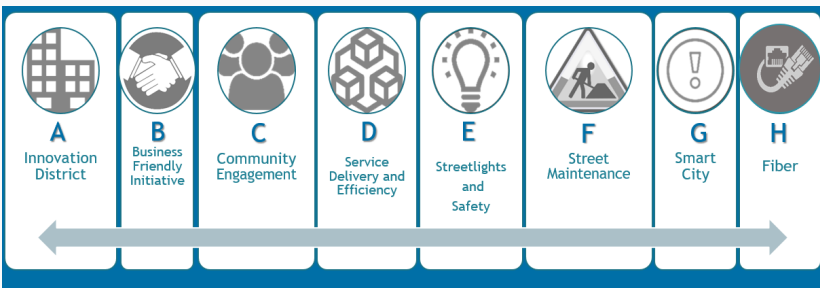 A
Innovation
District
B
Business
Friendly
Initiative
C
Community
Engagement
D
Service
Delivery and
Efficiency
E
Streetlights
and
Safety
F
Street
Maintenance
G
Smart
City
H
Fiber